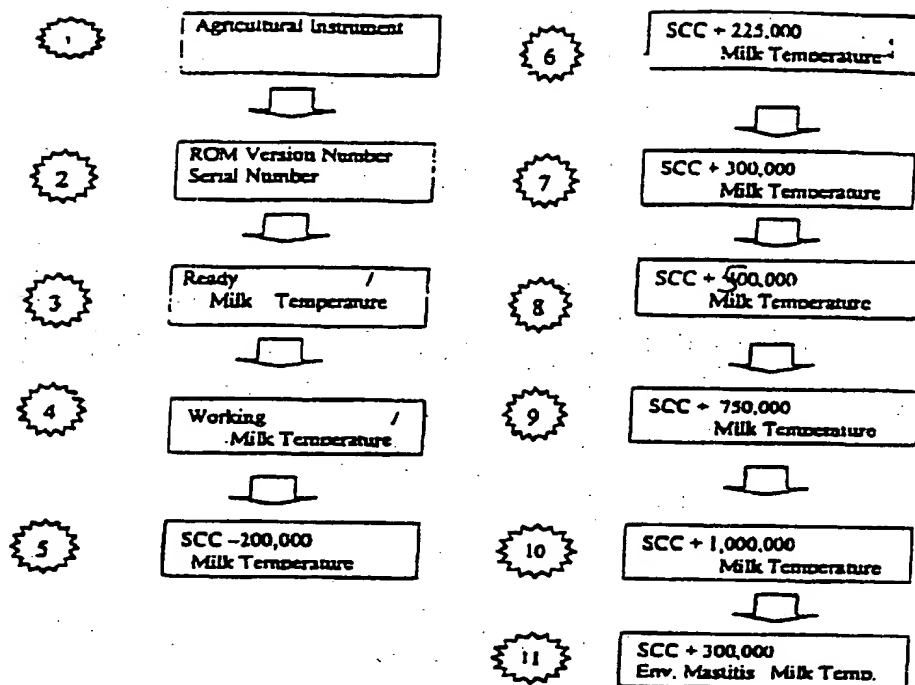 1
Agricultural Instrument
2
ROM Version Number
Serial Number
3
Ready /
Milk Temperature
4
Working /
Milk Temperature
5
SCC -200,000
Milk Temperature
6
SCC + 225,000
Milk Temperature
7
SCC + 300,000
Milk Temperature
8
SCC + 500,000
Milk Temperature
9
SCC + 750,000
Milk Temperature
10
SCC + 1,000,000
Milk Temperature
11
SCC + 300,000
Env. Mastitis Milk Temp.